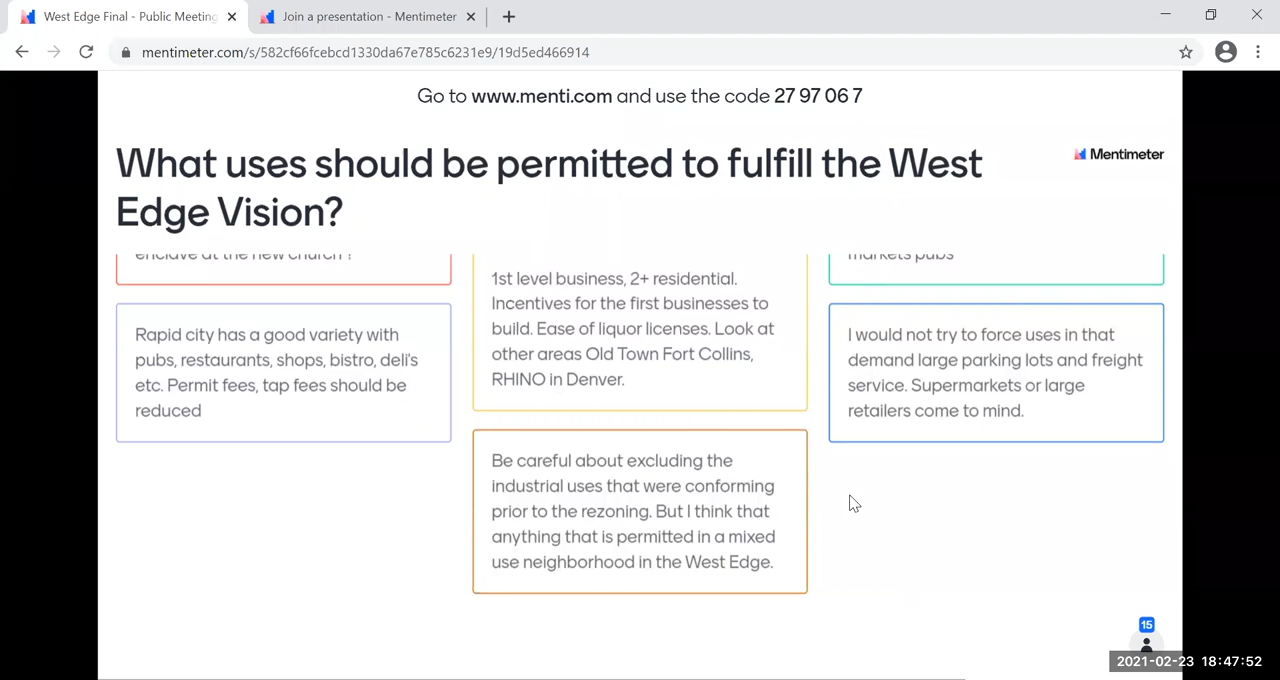 West Edge Final - Public Meeting
Join a presentation - Mentimeter
mentimeter.com/s/582cf66fcebcd1330da67e785c6231e9/19d5ed466914
Go to www.menti.com and use the code 27 97 06 7
What uses should be permitted to fulfill the West
Edge Vision?
Mentimeter
enclave at the new church ?
Rapid city has a good variety with
pubs, restaurants, shops, bistro, deli's
etc. Permit fees, tap fees should be
reduced
1st level business, 2+ residential.
Incentives for the first businesses to
build. Ease of liquor licenses. Look at
other areas Old Town Fort Collins,
RHINO in Denver.
Be careful about excluding the
industrial uses that were conforming
prior to the rezoning. But I think that
anything that is permitted in a mixed
use neighborhood in the West Edge.
markets pubs
I would not try to force uses in that
demand large parking lots and freight
service. Supermarkets or large
retailers come to mind.
15
2021-02-23 18:47:52